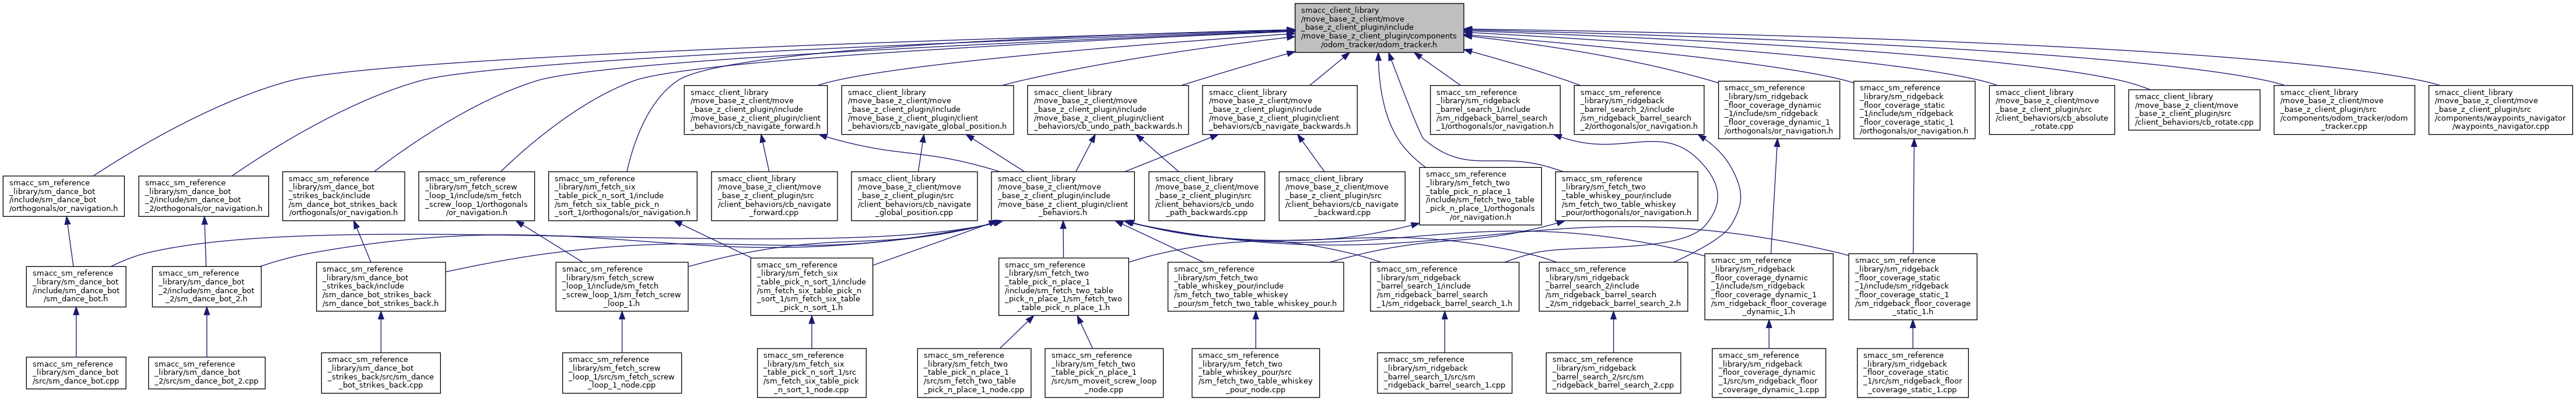 smacc_client_library
/move_base_z_client/move
_base_z_client_plugin/include
/move_base_z_client_plugin/components
/odom_tracker/odom_tracker.h
smacc_client_library
/move_base_z_client/move
_base_z_client_plugin/include
/move_base_z_client_plugin/client
_behaviors/cb_navigate_forward.h
smacc_client_library
/move_base_z_client/move
_base_z_client_plugin/include
/move_base_z_client_plugin/client
_behaviors/cb_navigate_global_position.h
smacc_client_library
/move_base_z_client/move
_base_z_client_plugin/include
/move_base_z_client_plugin/client
_behaviors/cb_undo_path_backwards.h
smacc_client_library
/move_base_z_client/move
_base_z_client_plugin/include
/move_base_z_client_plugin/client
_behaviors/cb_navigate_backwards.h
smacc_sm_reference
_library/sm_ridgeback
_barrel_search_1/include
/sm_ridgeback_barrel_search
_1/orthogonals/or_navigation.h
smacc_sm_reference
_library/sm_ridgeback
_barrel_search_2/include
/sm_ridgeback_barrel_search
_2/orthogonals/or_navigation.h
smacc_sm_reference
_library/sm_ridgeback
_floor_coverage_dynamic
_1/include/sm_ridgeback
_floor_coverage_dynamic_1
/orthogonals/or_navigation.h
smacc_sm_reference
_library/sm_ridgeback
_floor_coverage_static
_1/include/sm_ridgeback
_floor_coverage_static_1
/orthogonals/or_navigation.h
smacc_client_library
/move_base_z_client/move
_base_z_client_plugin/src
/client_behaviors/cb_absolute
_rotate.cpp
smacc_client_library
/move_base_z_client/move
_base_z_client_plugin/src
/client_behaviors/cb_rotate.cpp
smacc_client_library
/move_base_z_client/move
_base_z_client_plugin/src
/components/odom_tracker/odom
_tracker.cpp
smacc_client_library
/move_base_z_client/move
_base_z_client_plugin/src
/components/waypoints_navigator
/waypoints_navigator.cpp
smacc_sm_reference
_library/sm_dance_bot
/include/sm_dance_bot
/orthogonals/or_navigation.h
smacc_sm_reference
_library/sm_dance_bot
_2/include/sm_dance_bot
_2/orthogonals/or_navigation.h
smacc_sm_reference
_library/sm_dance_bot
_strikes_back/include
/sm_dance_bot_strikes_back
/orthogonals/or_navigation.h
smacc_sm_reference
_library/sm_fetch_screw
_loop_1/include/sm_fetch
_screw_loop_1/orthogonals
/or_navigation.h
smacc_sm_reference
_library/sm_fetch_six
_table_pick_n_sort_1/include
/sm_fetch_six_table_pick_n
_sort_1/orthogonals/or_navigation.h
smacc_client_library
/move_base_z_client/move
_base_z_client_plugin/src
/client_behaviors/cb_navigate
_forward.cpp
smacc_client_library
/move_base_z_client/move
_base_z_client_plugin/src
/client_behaviors/cb_navigate
_global_position.cpp
smacc_client_library
/move_base_z_client/move
_base_z_client_plugin/include
/move_base_z_client_plugin/client
_behaviors.h
smacc_client_library
/move_base_z_client/move
_base_z_client_plugin/src
/client_behaviors/cb_undo
_path_backwards.cpp
smacc_client_library
/move_base_z_client/move
_base_z_client_plugin/src
/client_behaviors/cb_navigate
_backward.cpp
smacc_sm_reference
_library/sm_fetch_two
_table_pick_n_place_1
/include/sm_fetch_two_table
_pick_n_place_1/orthogonals
/or_navigation.h
smacc_sm_reference
_library/sm_fetch_two
_table_whiskey_pour/include
/sm_fetch_two_table_whiskey
_pour/orthogonals/or_navigation.h
smacc_sm_reference
_library/sm_dance_bot
/include/sm_dance_bot
/sm_dance_bot.h
smacc_sm_reference
_library/sm_dance_bot
_2/include/sm_dance_bot
_2/sm_dance_bot_2.h
smacc_sm_reference
_library/sm_dance_bot
_strikes_back/include
/sm_dance_bot_strikes_back
/sm_dance_bot_strikes_back.h
smacc_sm_reference
_library/sm_fetch_screw
_loop_1/include/sm_fetch
_screw_loop_1/sm_fetch_screw
_loop_1.h
smacc_sm_reference
_library/sm_fetch_six
_table_pick_n_sort_1/include
/sm_fetch_six_table_pick_n
_sort_1/sm_fetch_six_table
_pick_n_sort_1.h
smacc_sm_reference
_library/sm_fetch_two
_table_pick_n_place_1
/include/sm_fetch_two_table
_pick_n_place_1/sm_fetch_two
_table_pick_n_place_1.h
smacc_sm_reference
_library/sm_fetch_two
_table_whiskey_pour/include
/sm_fetch_two_table_whiskey
_pour/sm_fetch_two_table_whiskey_pour.h
smacc_sm_reference
_library/sm_ridgeback
_barrel_search_1/include
/sm_ridgeback_barrel_search
_1/sm_ridgeback_barrel_search_1.h
smacc_sm_reference
_library/sm_ridgeback
_barrel_search_2/include
/sm_ridgeback_barrel_search
_2/sm_ridgeback_barrel_search_2.h
smacc_sm_reference
_library/sm_ridgeback
_floor_coverage_dynamic
_1/include/sm_ridgeback
_floor_coverage_dynamic_1
/sm_ridgeback_floor_coverage
_dynamic_1.h
smacc_sm_reference
_library/sm_ridgeback
_floor_coverage_static
_1/include/sm_ridgeback
_floor_coverage_static_1
/sm_ridgeback_floor_coverage
_static_1.h
smacc_sm_reference
_library/sm_dance_bot
/src/sm_dance_bot.cpp
smacc_sm_reference
_library/sm_dance_bot
_2/src/sm_dance_bot_2.cpp
smacc_sm_reference
_library/sm_dance_bot
_strikes_back/src/sm_dance
_bot_strikes_back.cpp
smacc_sm_reference
_library/sm_fetch_screw
_loop_1/src/sm_fetch_screw
_loop_1_node.cpp
smacc_sm_reference
_library/sm_fetch_six
_table_pick_n_sort_1/src
/sm_fetch_six_table_pick
_n_sort_1_node.cpp
smacc_sm_reference
_library/sm_fetch_two
_table_pick_n_place_1
/src/sm_fetch_two_table
_pick_n_place_1_node.cpp
smacc_sm_reference
_library/sm_fetch_two
_table_pick_n_place_1
/src/sm_moveit_screw_loop
_node.cpp
smacc_sm_reference
_library/sm_fetch_two
_table_whiskey_pour/src
/sm_fetch_two_table_whiskey
_pour_node.cpp
smacc_sm_reference
_library/sm_ridgeback
_barrel_search_1/src/sm
_ridgeback_barrel_search_1.cpp
smacc_sm_reference
_library/sm_ridgeback
_barrel_search_2/src/sm
_ridgeback_barrel_search_2.cpp
smacc_sm_reference
_library/sm_ridgeback
_floor_coverage_dynamic
_1/src/sm_ridgeback_floor
_coverage_dynamic_1.cpp
smacc_sm_reference
_library/sm_ridgeback
_floor_coverage_static
_1/src/sm_ridgeback_floor
_coverage_static_1.cpp